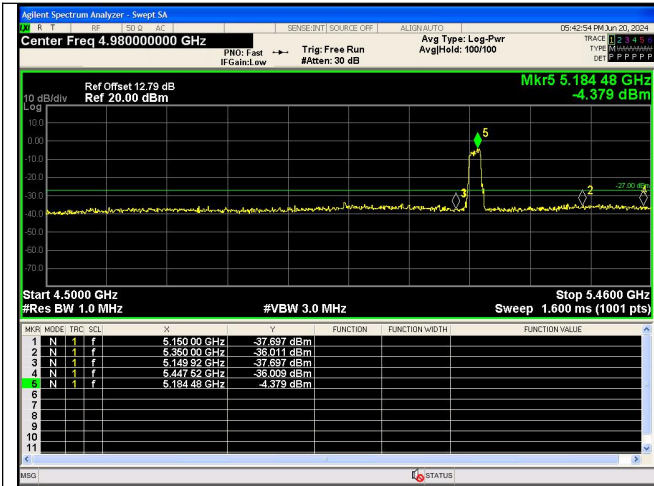 Agilent Spectrum Analyzer - Swept SA
R T RF 50 Ω AC SENSE:INT SOURCE OFF ALIGN AUTO 05:42:54 PM Jun 20, 2024
Center Freq 4.980000000 GHz Avg Type: Log-Pwr TRACE 1 2 3 4 5 6
PNO: Fast Trig: Free Run Avg|Hold: 100/100 TYPE M
IFGain:Low #Atten: 30 dB DET P P P P P
Mkr5 5.184 48 GHz
Ref Offset 12.79 dB
10 dB/div Ref 20.00 dBm -4.379 dBm
Log
10.0
5
0.00
-10.0
-20.0
-27.00 dBm
3 2
-30.0
-40.0
-50.0
-60.0
-70.0
Start 4.5000 GHz Stop 5.4600 GHz
#Res BW 1.0 MHz #VBW 3.0 MHz Sweep 1.600 ms (1001 pts)
MKR MODE TRC SCL X Y FUNCTION FUNCTION WIDTH FUNCTION VALUE
1 N 1 f 5.150 00 GHz -37.697 dBm
2 N 1 f 5.350 00 GHz -36.011 dBm
3 N 1 f 5.149 92 GHz -37.697 dBm
4 N 1 f 5.447 52 GHz -36.009 dBm
5 N 1 f 5.184 48 GHz -4.379 dBm
6
7
8
9
10
11
MSG STATUS